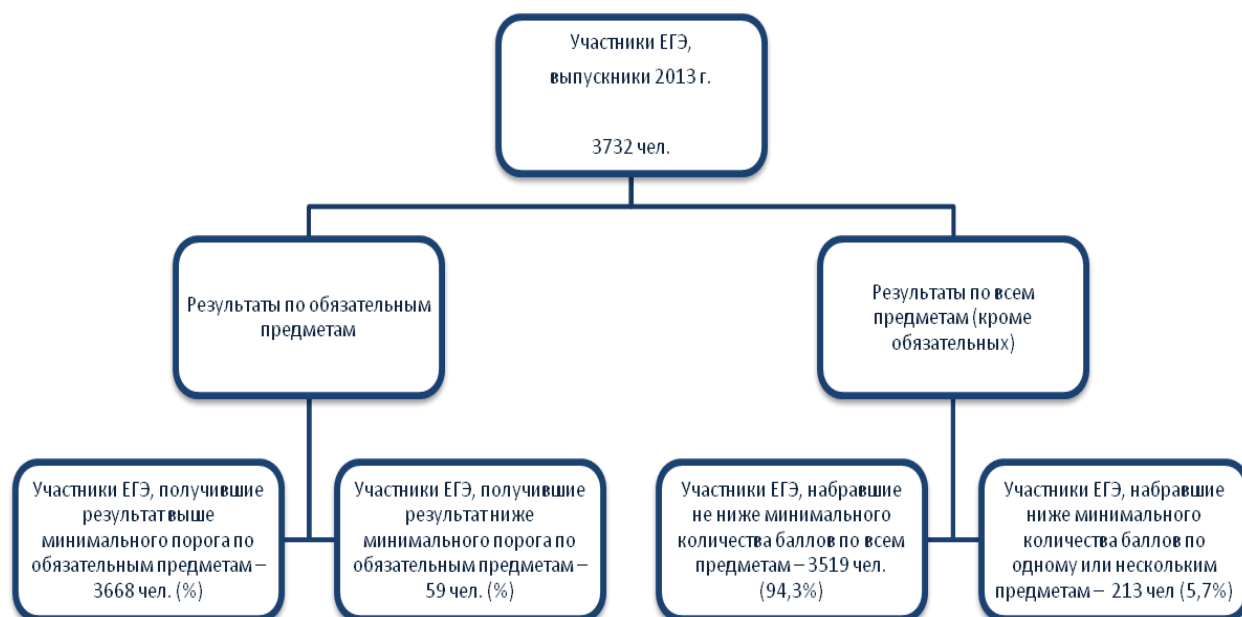 Участники ЕГЭ,
выпускники 2013 г.
3732 чел.
Результаты по обязательным
предметам
Результаты по всем
предметам (кроме
обязательных)
Участники ЕГЭ, получившие
результат выше
минимального порога по
обязательным предметам –
3668 чел. (%)
Участники ЕГЭ, получившие
результат ниже
минимального порога по
обязательным предметам –
59 чел. (%)
Участники ЕГЭ, набравшие
не ниже минимального
количества баллов по всем
предметам – 3519 чел.
(94,3%)
Участники ЕГЭ, набравшие
ниже минимального
количества баллов по
одному или нескольким
предметам – 213 чел (5,7%)